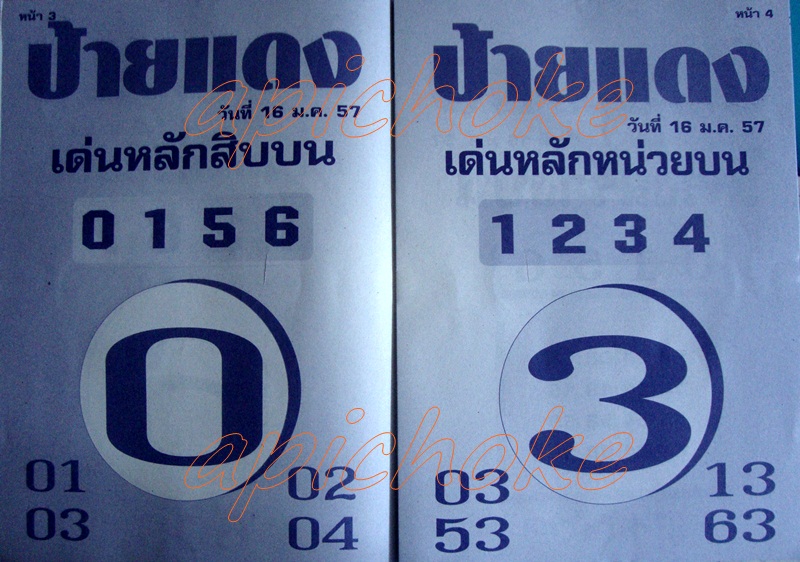 หน้า 3
ป้ายแดง
วันที่ 16 ม.ค. 57
เด่นหลักสิบบน
0 1 5 6
0
01 02
03 04
หน้า 4
ป้ายแดง
วันที่ 16 ม.ค. 57
เด่นหลักหน่วยบน
1 2 3 4
3
03 13
53 63
apichoke
apichoke